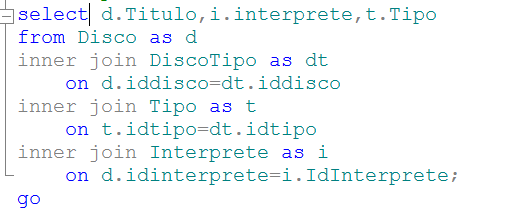 select d.Titulo,i.interprete,t.Tipo
from Disco as d
inner join DiscoTipo as dt
    on d.iddisco=dt.iddisco
inner join Tipo as t
    on t.idtipo=dt.idtipo
inner join Interprete as i
    on d.idinterprete=i.IdInterprete;
go